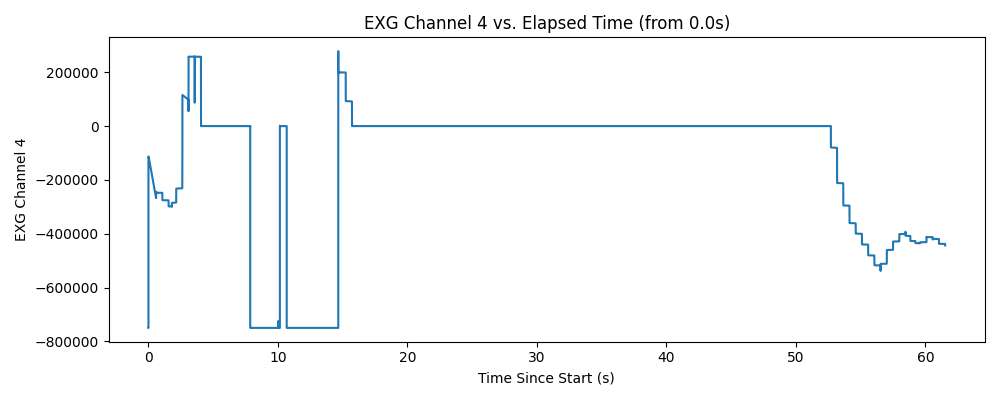 EXG Channel 4 vs. Elapsed Time (from 0.0s)
EXG Channel 4
200000
0
−200000
−400000
−600000
−800000
0 10 20 30 40 50 60
Time Since Start (s)